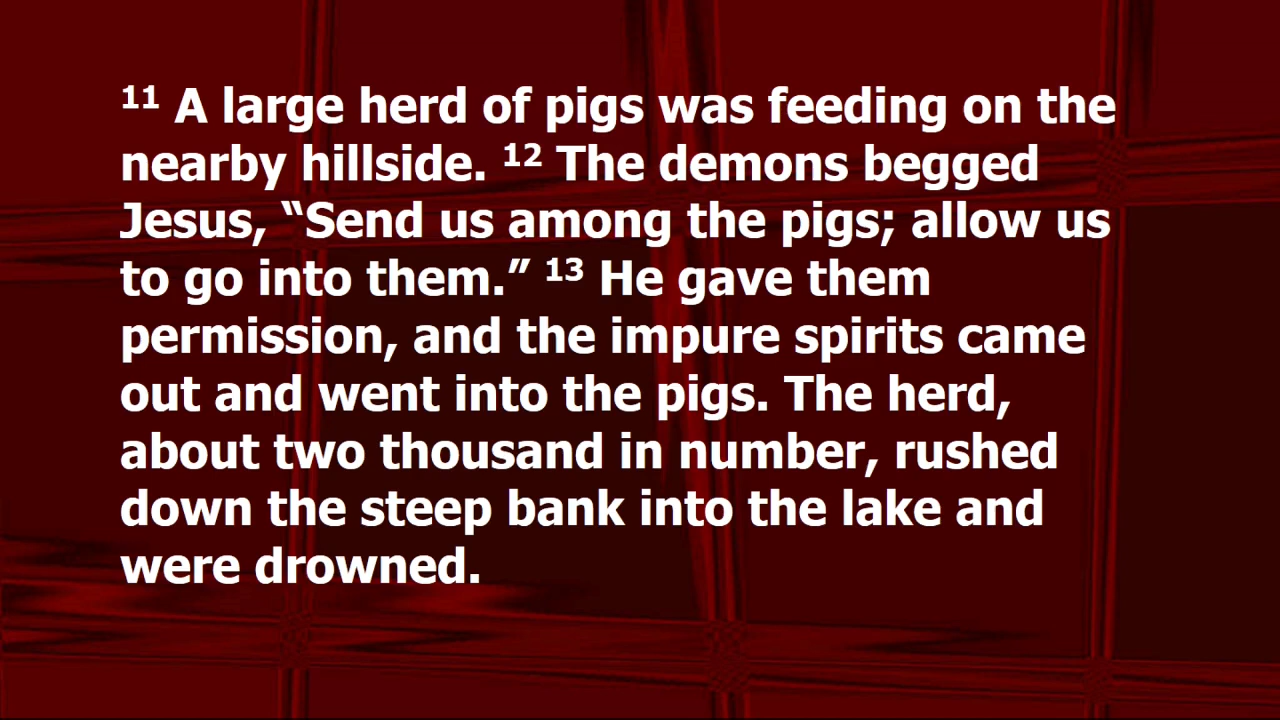 ¹¹ A large herd of pigs was feeding on the
nearby hillside. ¹² The demons begged
Jesus, “Send us among the pigs; allow us
to go into them.” ¹³ He gave them
permission, and the impure spirits came
out and went into the pigs. The herd,
about two thousand in number, rushed
down the steep bank into the lake and
were drowned.